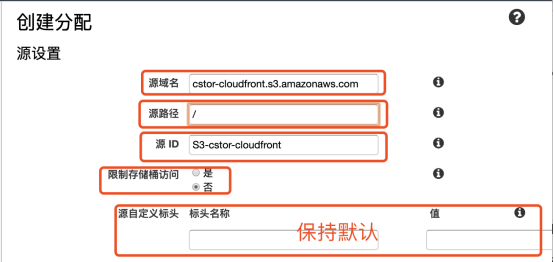 创建分配
源设置
源域名 cstor-cloudfront.s3.amazonaws.com
源路径 /
源 ID S3-cstor-cloudfront
限制存储桶访问 是
否
源自定义标头 标头名称 值
保持默认